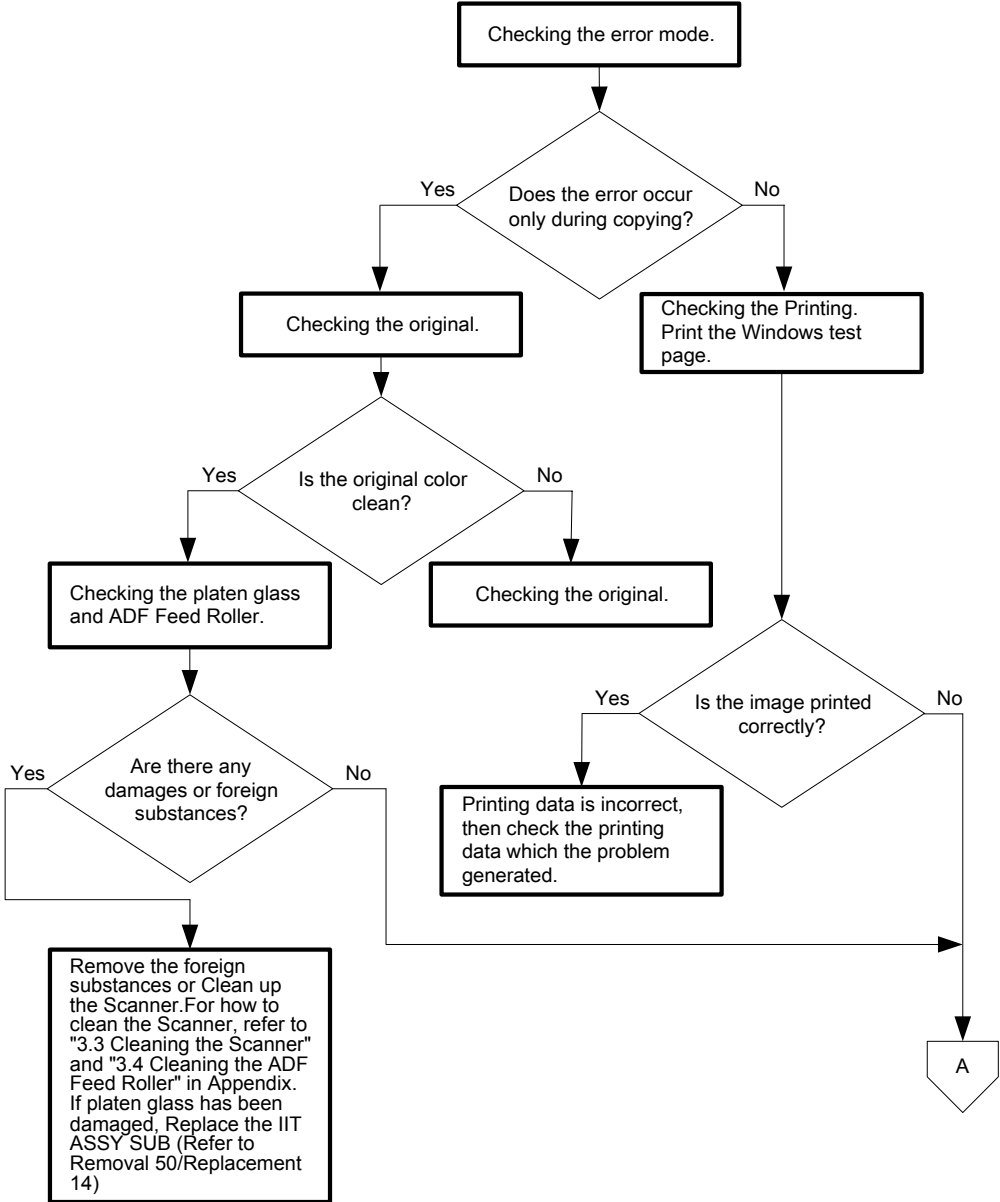 Checking the error mode.
Yes
Does the error occur
only during copying?
No
Checking the original.
Checking the Printing.
Print the Windows test
page.
Yes
Is the original color
clean?
No
Checking the platen glass
and ADF Feed Roller.
Checking the original.
Yes
Is the image printed
correctly?
No
Yes
Are there any
damages or foreign
substances?
No
Printing data is incorrect,
then check the printing
data which the problem
generated.
Remove the foreign
substances or Clean up
the Scanner.For how to
clean the Scanner, refer to
"3.3 Cleaning the Scanner"
and "3.4 Cleaning the ADF
Feed Roller" in Appendix.
If platen glass has been
damaged, Replace the IIT
ASSY SUB (Refer to
Removal 50/Replacement
14)
A